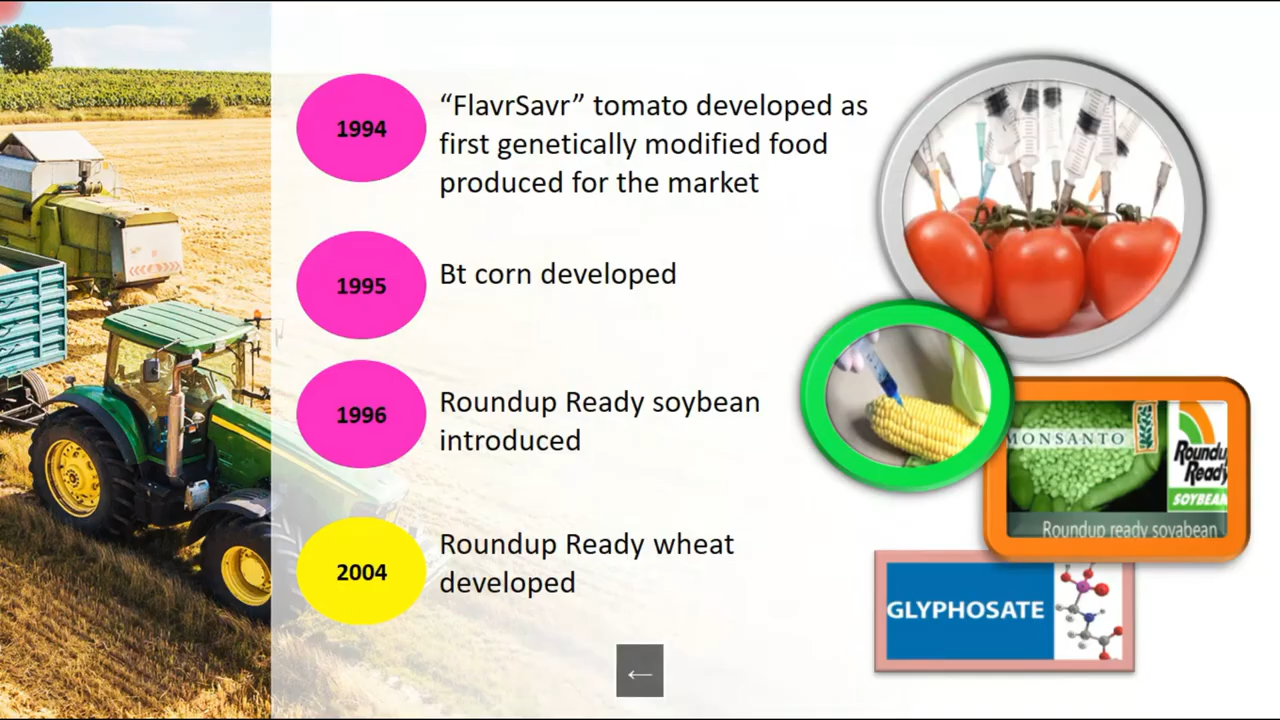 1994
“FlavrSavr” tomato developed as
first genetically modified food
produced for the market
1995
Bt corn developed
1996
Roundup Ready soybean
introduced
2004
Roundup Ready wheat
developed
MONSANTO
Roundu
Ready
SOYBEAN
Roundup ready soyabean
GLYPHOSATE